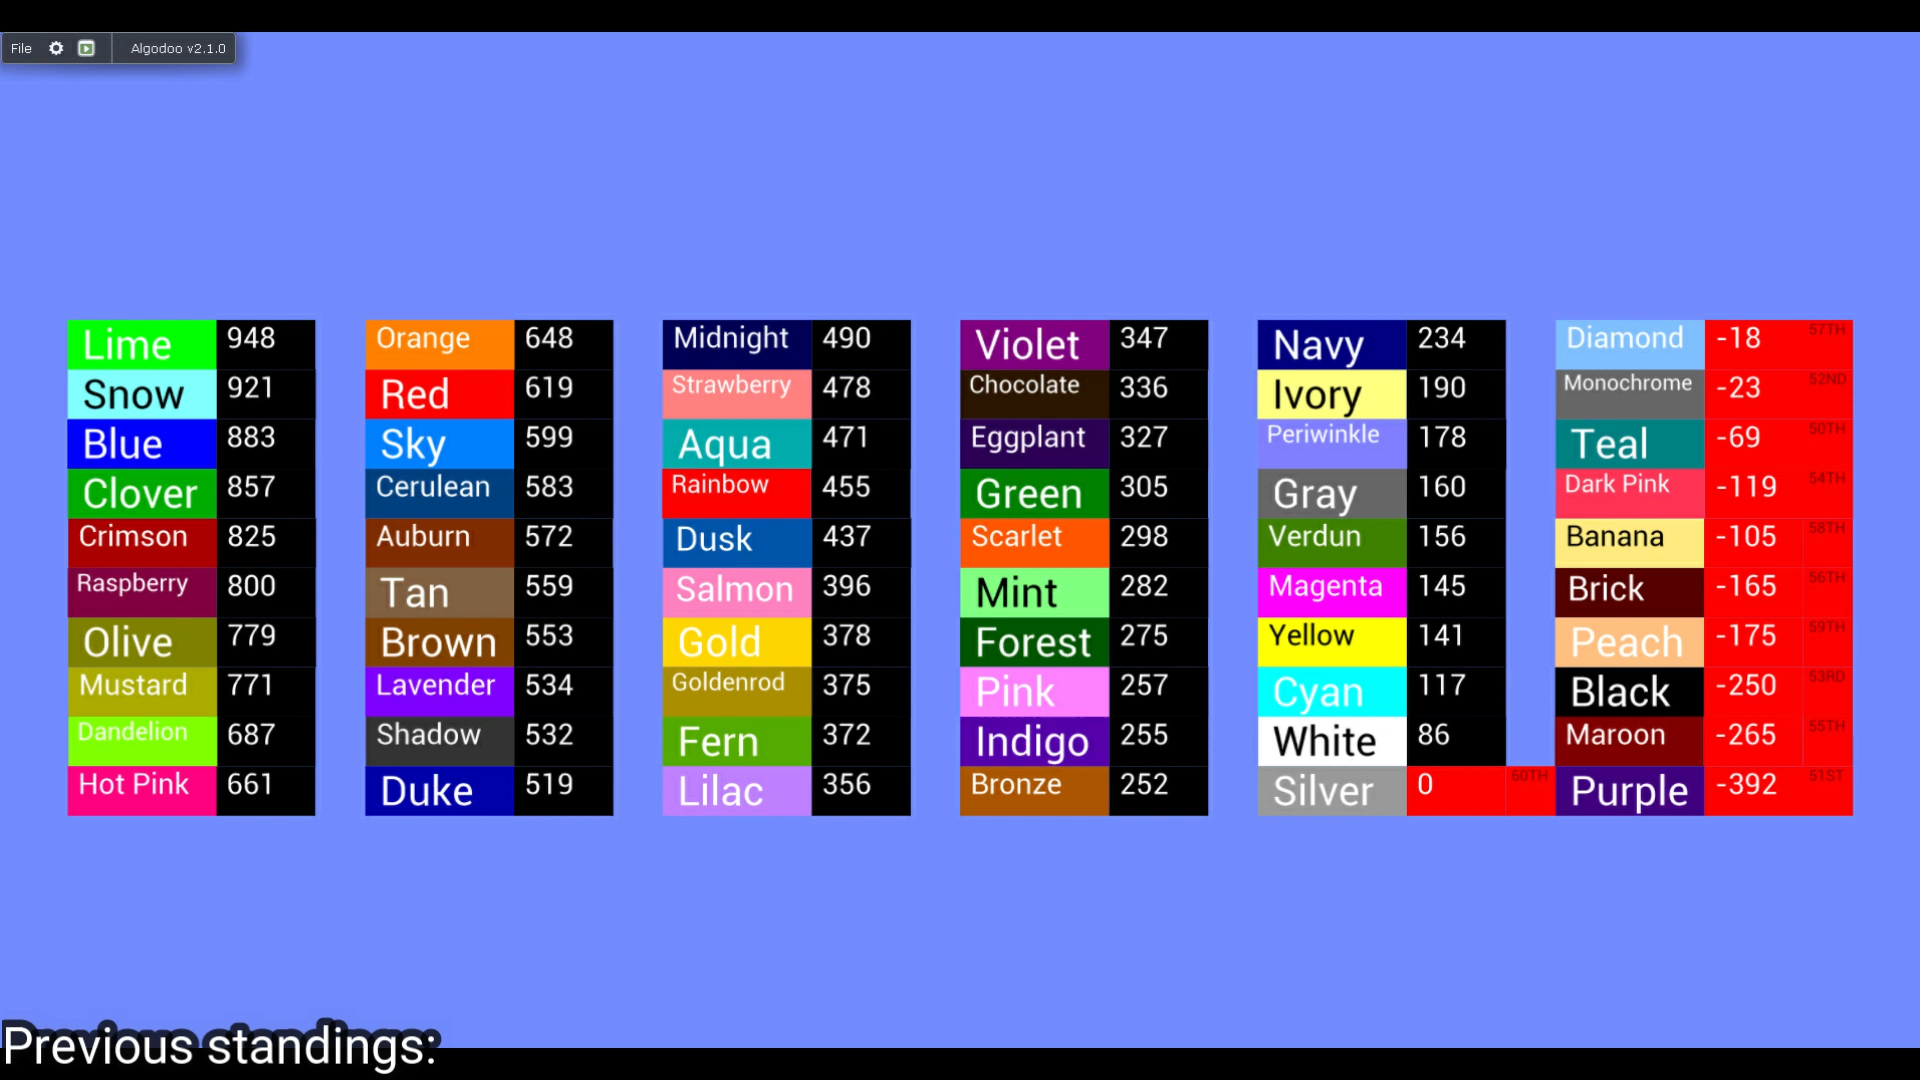 File Algodoo v2.1.0
Lime 948
Snow 921
Blue 883
Clover 857
Crimson 825
Raspberry 800
Olive 779
Mustard 771
Dandelion 687
Hot Pink 661
Orange 648
Red 619
Sky 599
Cerulean 583
Auburn 572
Tan 559
Brown 553
Lavender 534
Shadow 532
Duke 519
Midnight 490
Strawberry 478
Aqua 471
Rainbow 455
Dusk 437
Salmon 396
Gold 378
Goldenrod 375
Fern 372
Lilac 356
Violet 347
Chocolate 336
Eggplant 327
Green 305
Scarlet 298
Mint 282
Forest 275
Pink 257
Indigo 255
Bronze 252
Navy 234
Ivory 190
Periwinkle 178
Gray 160
Verdun 156
Magenta 145
Yellow 141
Cyan 117
White 86
Silver 0 60TH
Diamond -18 57TH
Monochrome -23 52ND
Teal -69 50TH
Dark Pink -119 54TH
Banana -105 58TH
Brick -165 56TH
Peach -175 59TH
Black -250 53RD
Maroon -265 55TH
Purple -392 51ST
Previous standings: